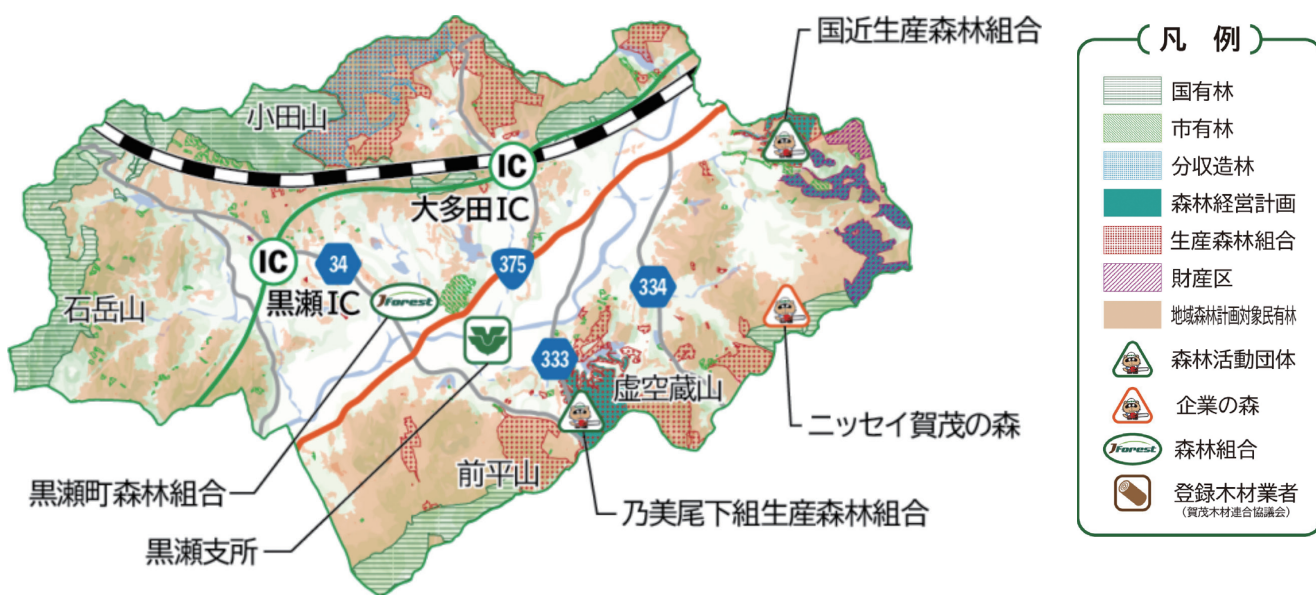 国近生産森林組合
小田山
IC
大多田IC
IC
黒瀬IC
34
375
334
333
Jforest
石岳山
虚空蔵山
前平山
ニッセイ賀茂の森
黒瀬町森林組合
乃美尾下組生産森林組合
黒瀬支所
凡 例
国有林
市有林
分収造林
森林経営計画
生産森林組合
財産区
地域森林計画対象民有林
森林活動団体
企業の森
Jforest
森林組合
登録木材業者
(賀茂木材連合協議会)